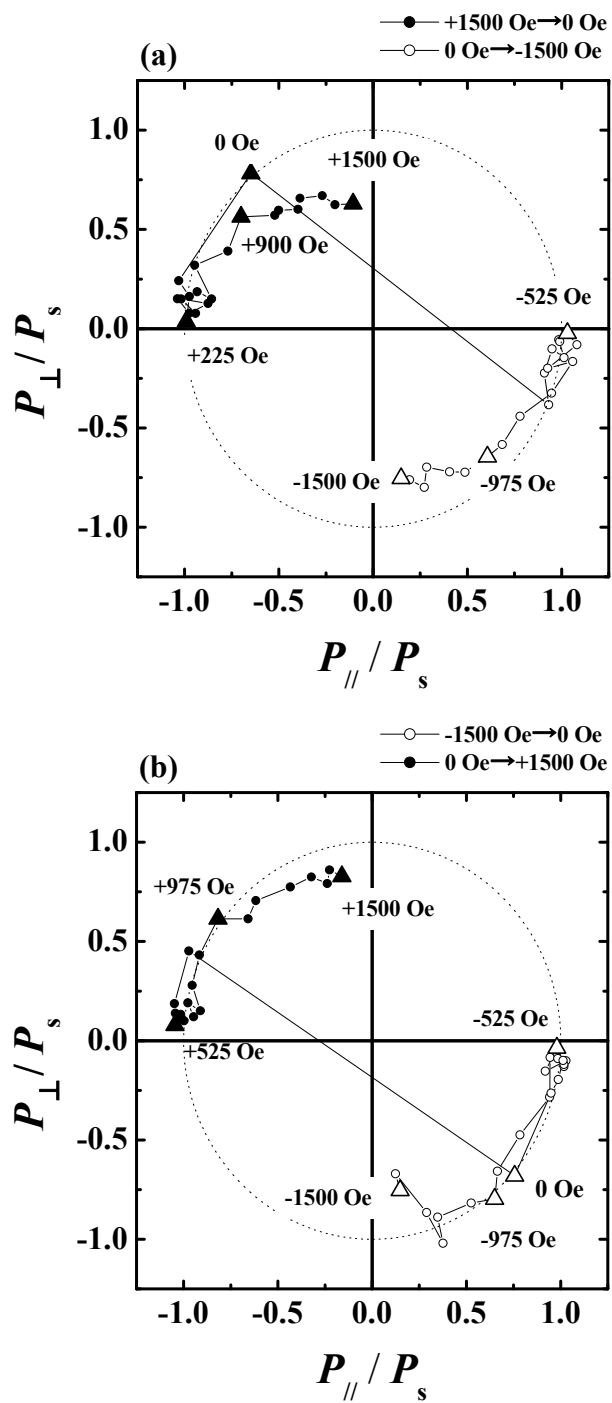 +1500 Oe→0 Oe
0 Oe→-1500 Oe
(a)
1.0
0.5
0.0
-0.5
-1.0
0 Oe
+1500 Oe
+900 Oe
-525 Oe
+225 Oe
-1500 Oe
-975 Oe
P⊥ / Ps
-1.0 -0.5 0.0 0.5 1.0
P// / Ps
-1500 Oe→0 Oe
0 Oe→+1500 Oe
(b)
1.0
0.5
0.0
-0.5
-1.0
+975 Oe
+1500 Oe
-525 Oe
+525 Oe
-1500 Oe
0 Oe
-975 Oe
P⊥ / Ps
-1.0 -0.5 0.0 0.5 1.0
P// / Ps